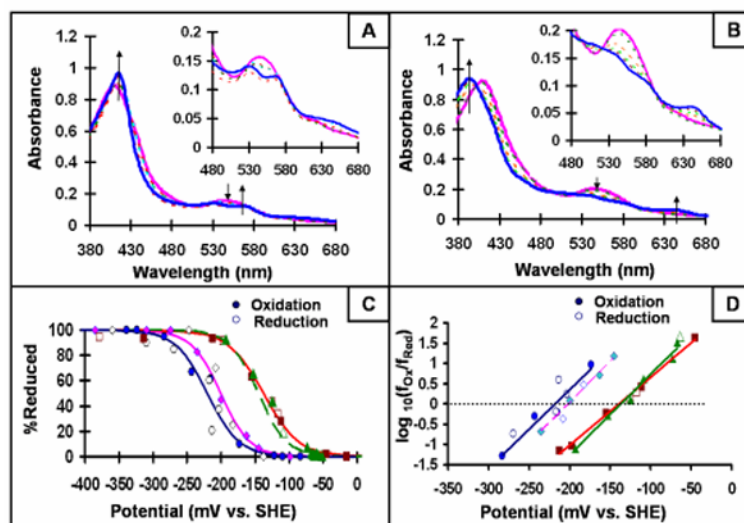 A
Absorbance
1.2
1
0.8
0.6
0.4
0.2
0
0.2
0.15
0.1
0.05
0
480 530 580 630 680
380 430 480 530 580 630 680
Wavelength (nm)
B
Absorbance
1.2
1
0.8
0.6
0.4
0.2
0
0.2
0.15
0.1
0.05
0
480 530 580 630 680
380 430 480 530 580 630 680
Wavelength (nm)
C
Oxidation
Reduction
%Reduced
100
80
60
40
20
0
-400 -350 -300 -250 -200 -150 -100 -50 0
Potential (mV vs. SHE)
D
Oxidation
Reduction
log 10(fOx/fRed)
2
1.5
1
0.5
0.0
-0.5
-1
-1.5
-350 -300 -250 -200 -150 -100 -50 0
Potential (mV vs. SHE)